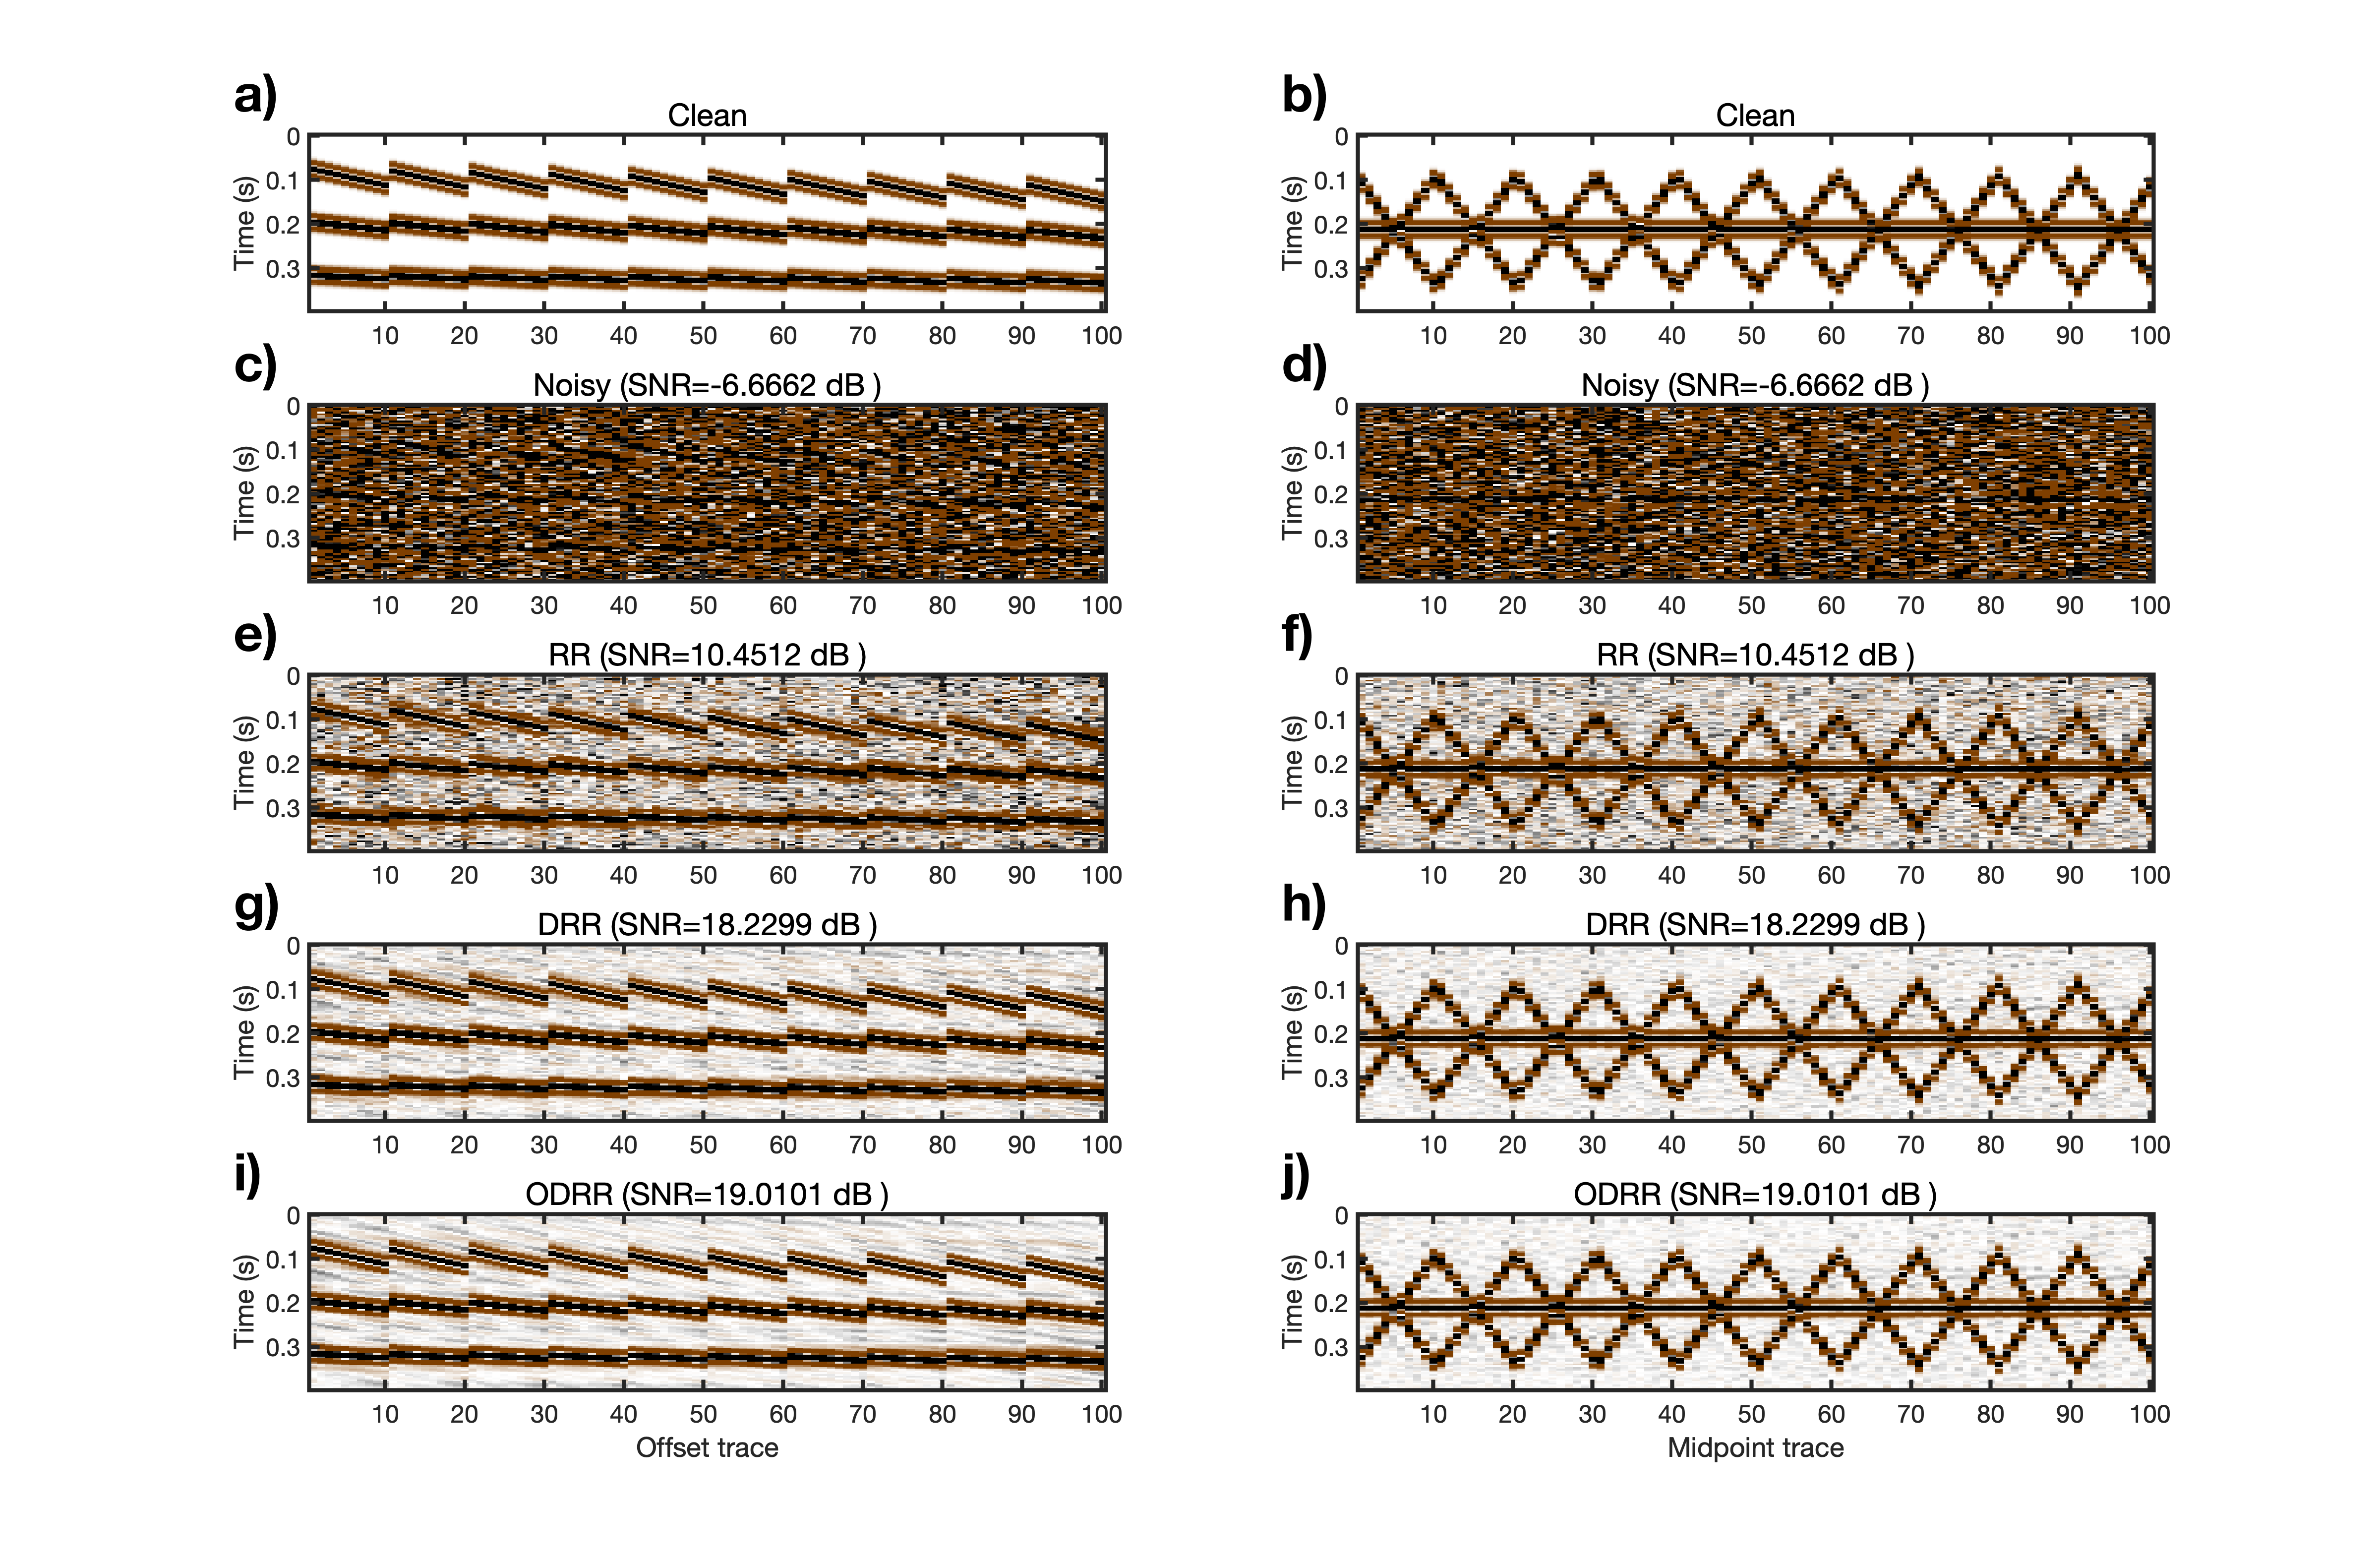 a)
Clean
0
0.1
0.2
0.3
Time (s)
10 20 30 40 50 60 70 80 90 100
b)
Clean
0
0.1
0.2
0.3
Time (s)
10 20 30 40 50 60 70 80 90 100
c)
Noisy (SNR=-6.6662 dB )
0
0.1
0.2
0.3
Time (s)
10 20 30 40 50 60 70 80 90 100
d)
Noisy (SNR=-6.6662 dB )
0
0.1
0.2
0.3
Time (s)
10 20 30 40 50 60 70 80 90 100
e)
RR (SNR=10.4512 dB )
0
0.1
0.2
0.3
Time (s)
10 20 30 40 50 60 70 80 90 100
f)
RR (SNR=10.4512 dB )
0
0.1
0.2
0.3
Time (s)
10 20 30 40 50 60 70 80 90 100
g)
DRR (SNR=18.2299 dB )
0
0.1
0.2
0.3
Time (s)
10 20 30 40 50 60 70 80 90 100
h)
DRR (SNR=18.2299 dB )
0
0.1
0.2
0.3
Time (s)
10 20 30 40 50 60 70 80 90 100
i)
ODRR (SNR=19.0101 dB )
0
0.1
0.2
0.3
Time (s)
10 20 30 40 50 60 70 80 90 100
Offset trace
j)
ODRR (SNR=19.0101 dB )
0
0.1
0.2
0.3
Time (s)
10 20 30 40 50 60 70 80 90 100
Midpoint trace